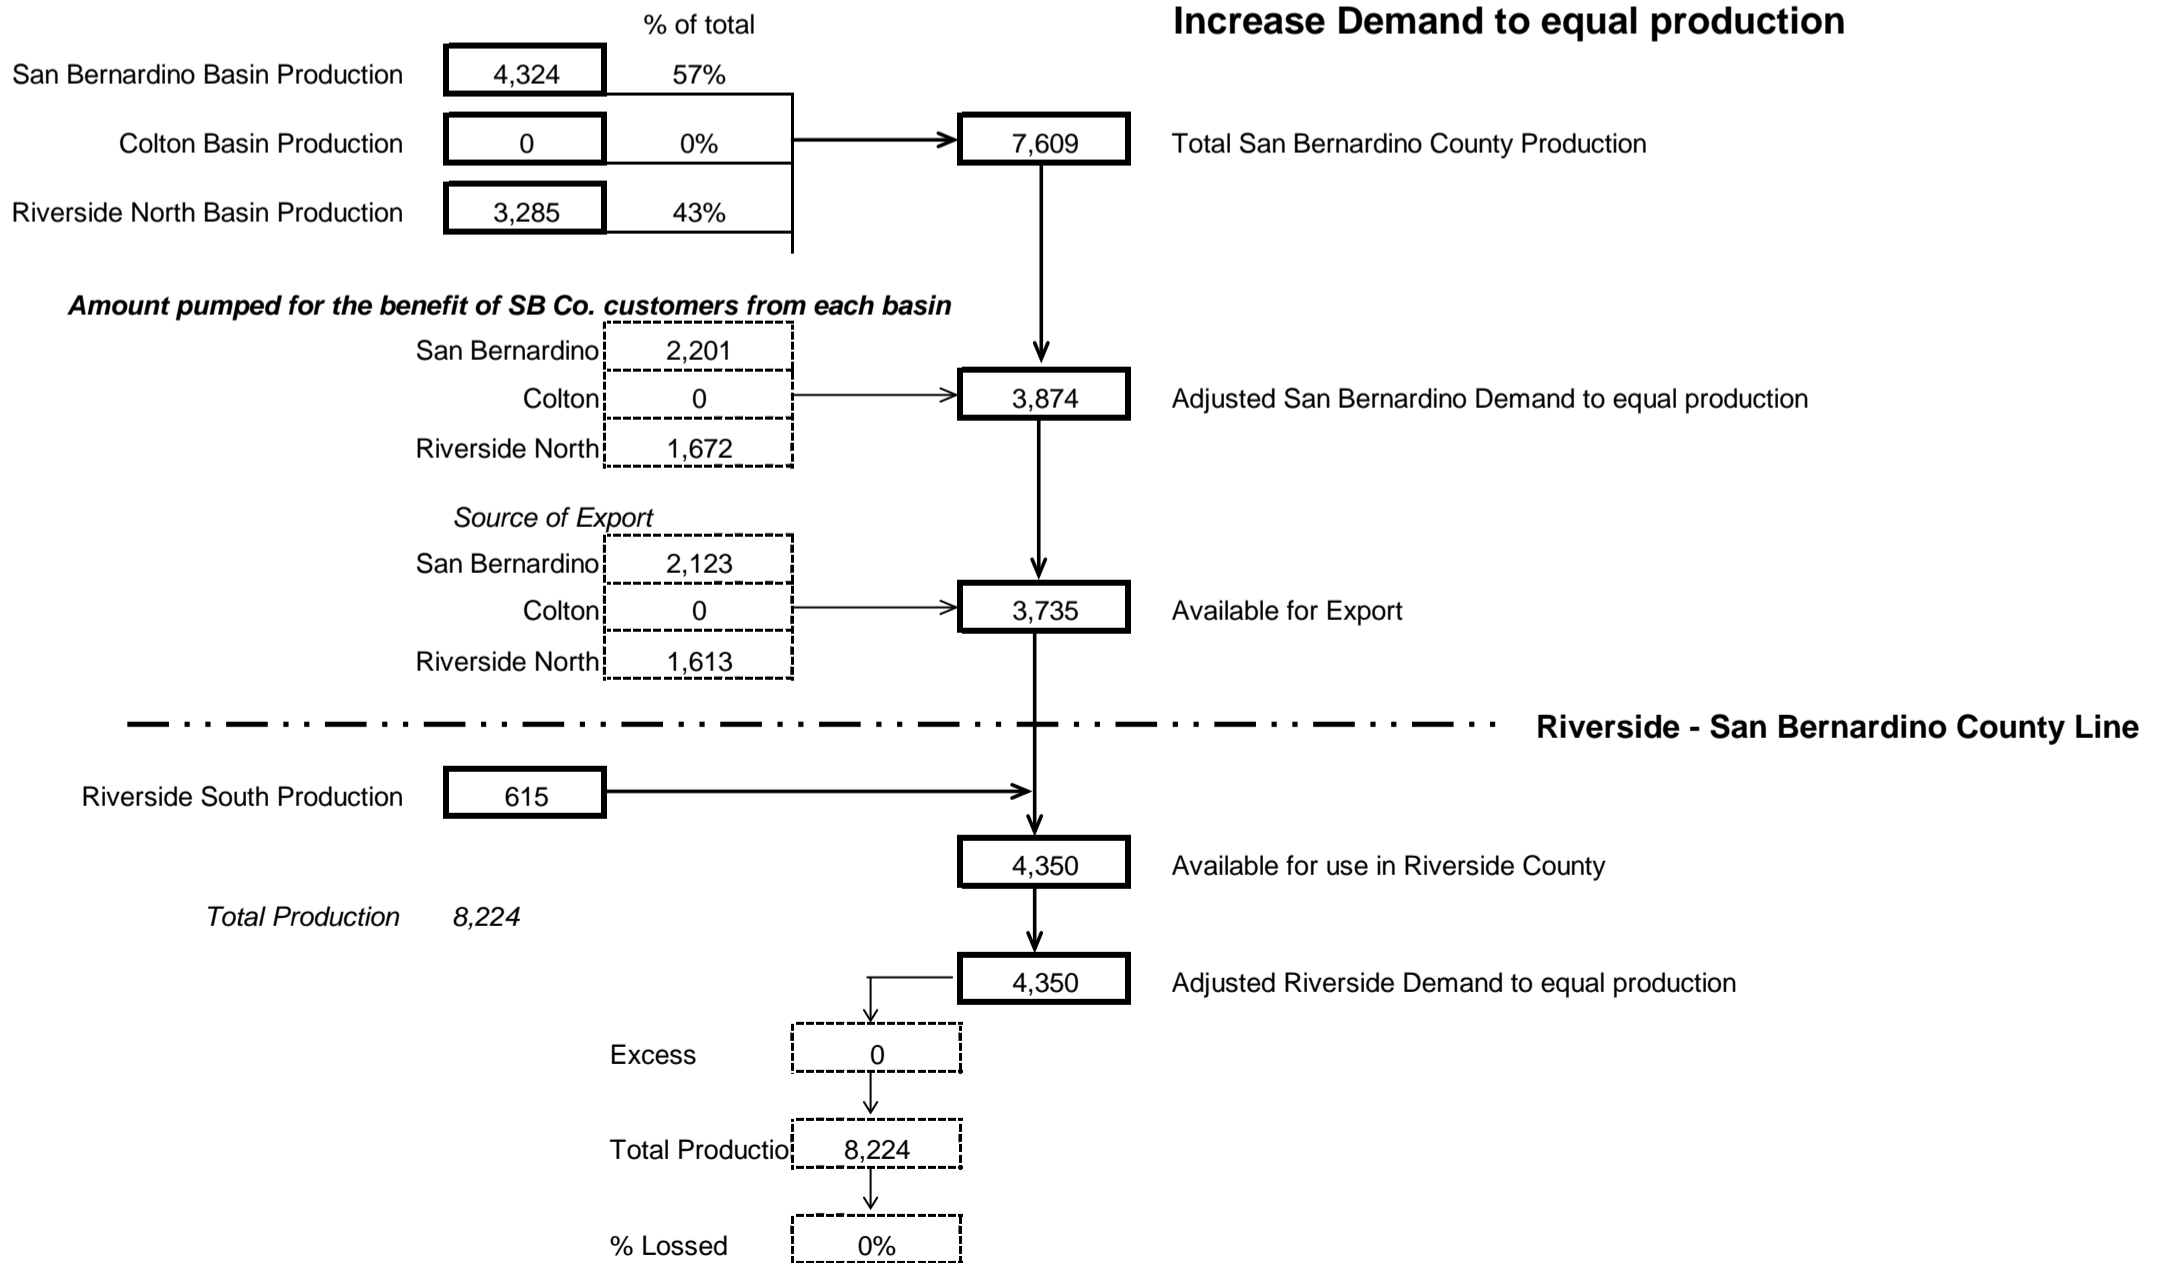 % of total
Increase Demand to equal production
San Bernardino Basin Production 4,324 57%
Colton Basin Production 0 0% 7,609 Total San Bernardino County Production
Riverside North Basin Production 3,285 43%
Amount pumped for the benefit of SB Co. customers from each basin
San Bernardino 2,201
Colton 0 3,874 Adjusted San Bernardino Demand to equal production
Riverside North 1,672
Source of Export
San Bernardino 2,123
Colton 0 3,735 Available for Export
Riverside North 1,613
Riverside - San Bernardino County Line
Riverside South Production 615
4,350 Available for use in Riverside County
Total Production 8,224
4,350 Adjusted Riverside Demand to equal production
Excess 0
Total Productio 8,224
% Lossed 0%